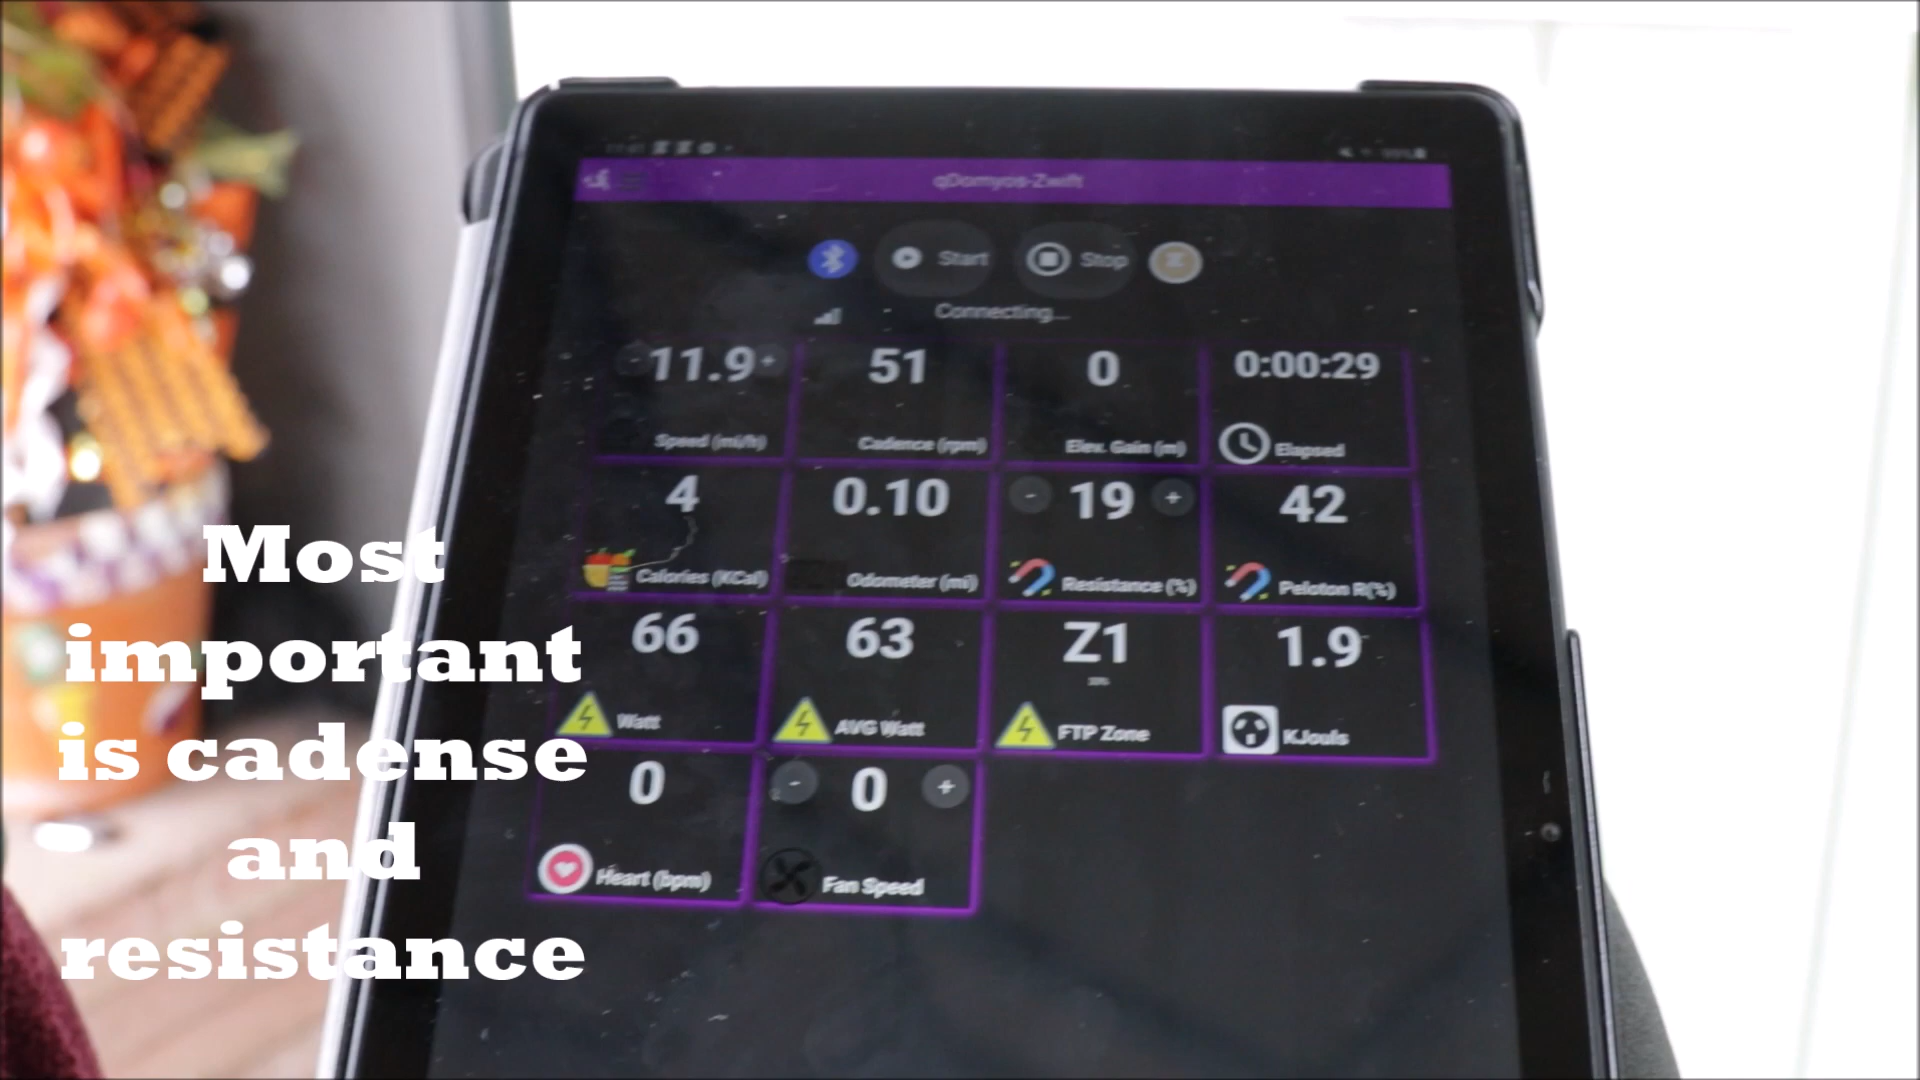 qDomyos-Zwift
Start Stop
Connecting...
- 11.9 + 51 0 0:00:29
Speed (mi/h) Cadence (rpm) Elev. Gain (m) Elapsed
4 0.10 - 19 + 42
Calories (KCal) Odometer (mi) Resistance (%) Peloton R(%)
66 63 Z1 1.9
Watt AVG Watt FTP Zone KJouls
0 - 0 +
Heart (bpm) Fan Speed
Most
important
is cadense
and
resistance